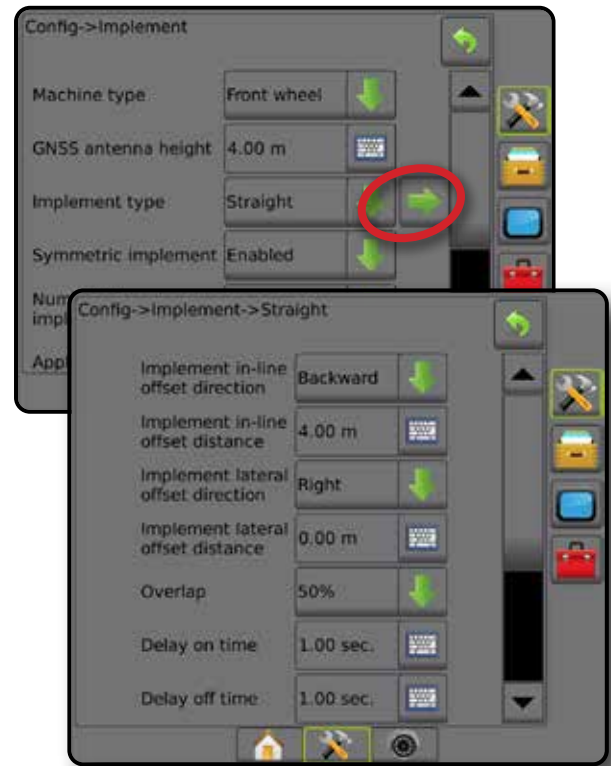 Config->Implement
Machine type Front wheel
GNSS antenna height 4.00 m
Implement type Straight
Symmetric implement Enabled
Config->Implement->Straight
Implement in-line
offset direction Backward
Implement in-line
offset distance 4.00 m
Implement lateral
offset direction Right
Implement lateral
offset distance 0.00 m
Overlap 50%
Delay on time 1.00 sec.
Delay off time 1.00 sec.